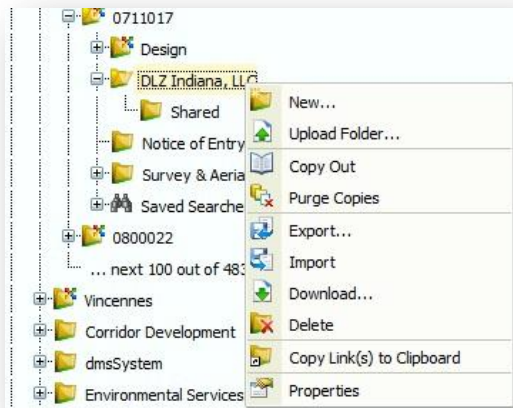 0711017
Design
DLZ Indiana, LLC
Shared
Notice of Entry
Survey & Aeria
Saved Searche
0800022
... next 100 out of 483
Vincennes
Corridor Development
dmsSystem
Environmental Services
New...
Upload Folder...
Copy Out
Purge Copies
Export...
Import
Download...
Delete
Copy Link(s) to Clipboard
Properties